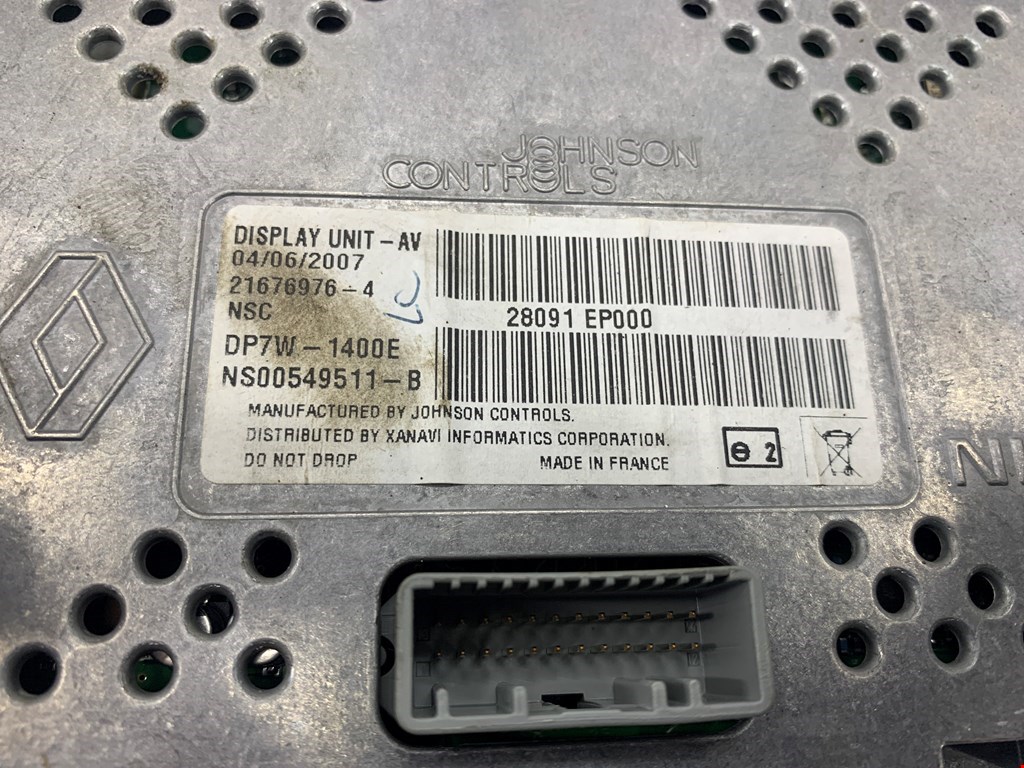 JOHNSON
CONTROLS
DISPLAY UNIT-AV
04/06/2007
21676976-4
NSC
28091 EP000
DP7W-1400E
NS00549511-B
MANUFACTURED BY JOHNSON CONTROLS.
DISTRIBUTED BY XANAVI INFORMATICS CORPORATION.
DO NOT DROP
MADE IN FRANCE
2